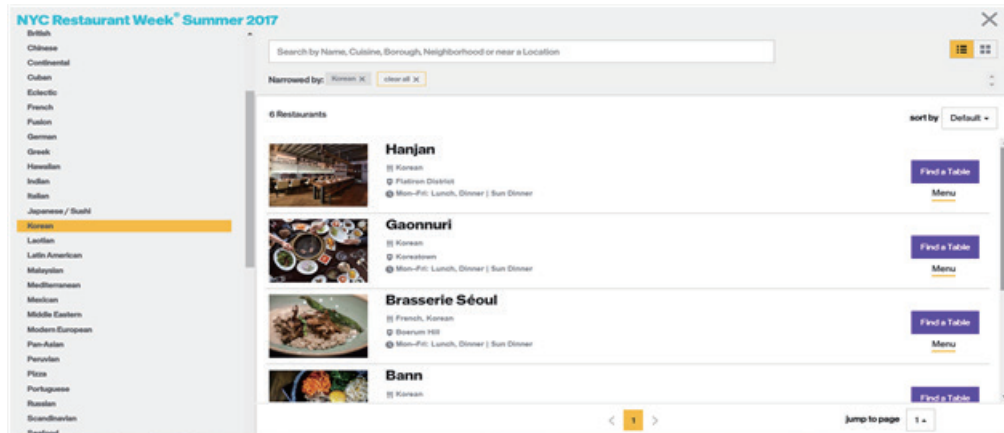 NYC Restaurant Week® Summer 2017
British
Chinese
Continental
Cuban
Eclectic
French
Fusion
German
Greek
Hawaiian
Indian
Italian
Japanese / Sushi
Korean
Laotian
Latin American
Malaysian
Mediterranean
Mexican
Middle Eastern
Modern European
Pan-Asian
Peruvian
Pizza
Portuguese
Russian
Scandinavian
Seafood
Search by Name, Cuisine, Borough, Neighborhood or near a Location
Narrowed by: Korean X clear all X
6 Restaurants
sort by Default
Hanjan
Korean
Flatiron District
Mon-Fri: Lunch, Dinner | Sun Dinner
Find a Table
Menu
Gaonnuri
Korean
Koreatown
Mon-Fri: Lunch, Dinner | Sun Dinner
Find a Table
Menu
Brasserie Séoul
French, Korean
Boerum Hill
Mon-Fri: Lunch, Dinner | Sun Dinner
Find a Table
Menu
Bann
Korean
Find a Table
< 1 >
jump to page 1